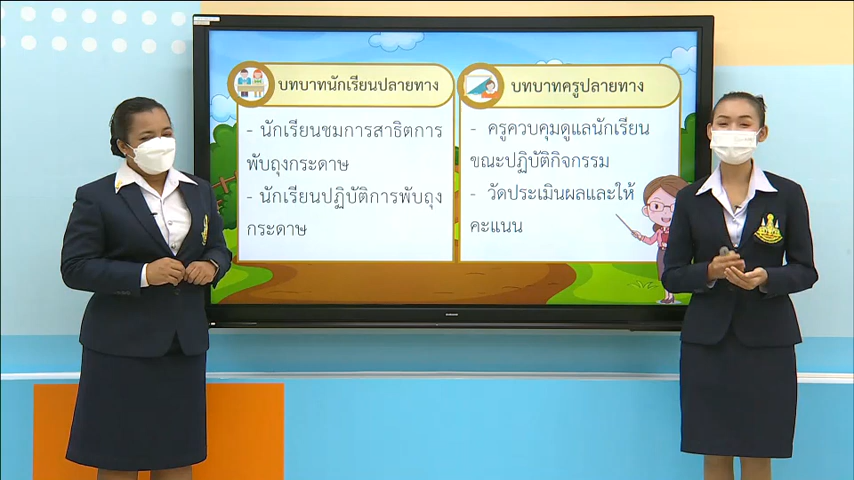 บทบาทนักเรียนปลายทาง
- นักเรียนชมการสาธิตการ
พับถุงกระดาษ
- นักเรียนปฏิบัติการพับถุง
กระดาษ
บทบาทครูปลายทาง
- ครูควบคุมดูแลนักเรียน
ขณะปฏิบัติกิจกรรม
- วัดประเมินผลและให้
คะแนน
SAMSUNG